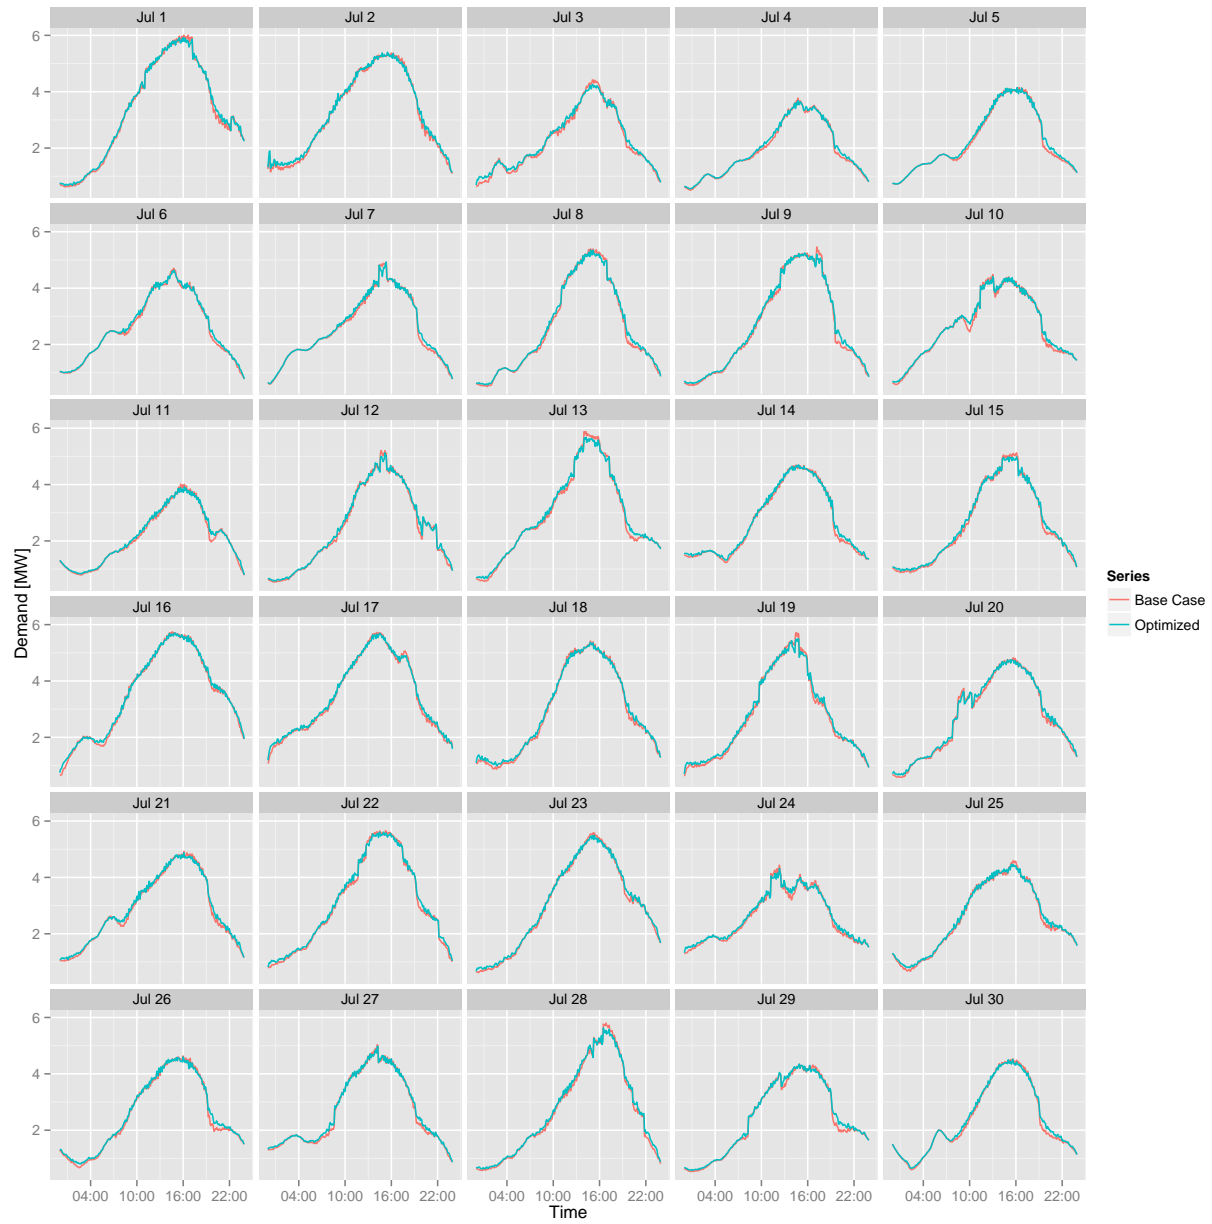 Jul 1 Jul 2 Jul 3 Jul 4 Jul 5
6
4
2
Jul 6 Jul 7 Jul 8 Jul 9 Jul 10
6
4
2
Jul 11 Jul 12 Jul 13 Jul 14 Jul 15
6
4
2
Demand [MW]
Series
Base Case
Optimized
Jul 16 Jul 17 Jul 18 Jul 19 Jul 20
6
4
2
Jul 21 Jul 22 Jul 23 Jul 24 Jul 25
6
4
2
Jul 26 Jul 27 Jul 28 Jul 29 Jul 30
6
4
2
04:00 10:00 16:00 22:00 04:00 10:00 16:00 22:00 04:00 10:00 16:00 22:00 04:00 10:00 16:00 22:00 04:00 10:00 16:00 22:00
Time